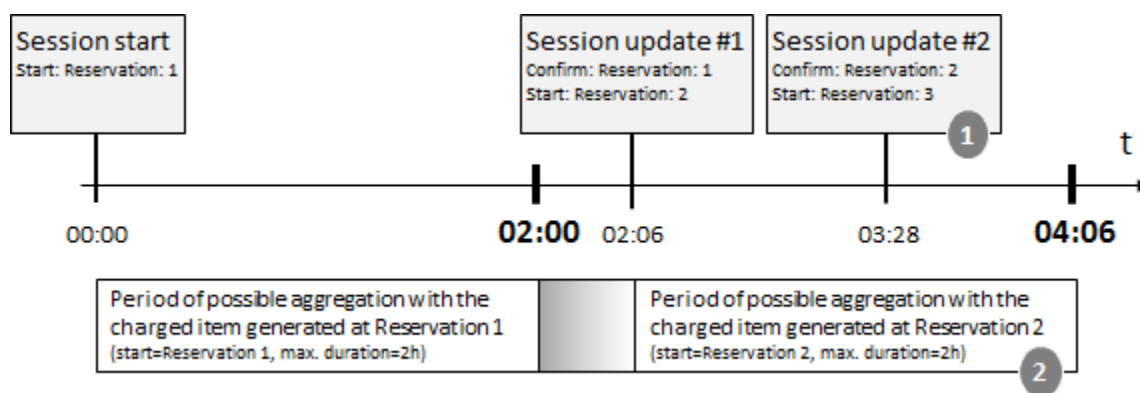 Session start
Start: Reservation: 1
Session update #1
Confirm: Reservation: 1
Start: Reservation: 2
Session update #2
Confirm: Reservation: 2
Start: Reservation: 3
1
t
00:00
02:00
02:06
03:28
04:06
Period of possible aggregation with the
charged item generated at Reservation 1
(start=Reservation 1, max. duration=2h)
Period of possible aggregation with the
charged item generated at Reservation 2
(start=Reservation 2, max. duration=2h)
2